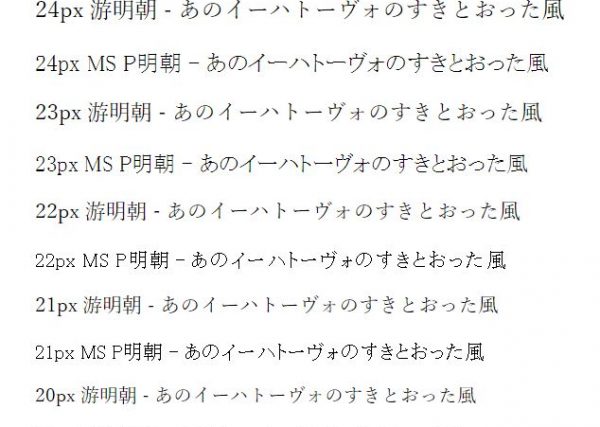 24px 游明朝 - あのイーハトーヴォのすきとおった風
24px MS P明朝 - あのイーハトーヴォのすきとおった風
23px 游明朝 - あのイーハトーヴォのすきとおった風
23px MS P明朝 - あのイーハトーヴォのすきとおった風
22px 游明朝 - あのイーハトーヴォのすきとおった風
22px MS P明朝 - あのイーハトーヴォのすきとおった風
21px 游明朝 - あのイーハトーヴォのすきとおった風
21px MS P明朝 - あのイーハトーヴォのすきとおった風
20px 游明朝 - あのイーハトーヴォのすきとおった風